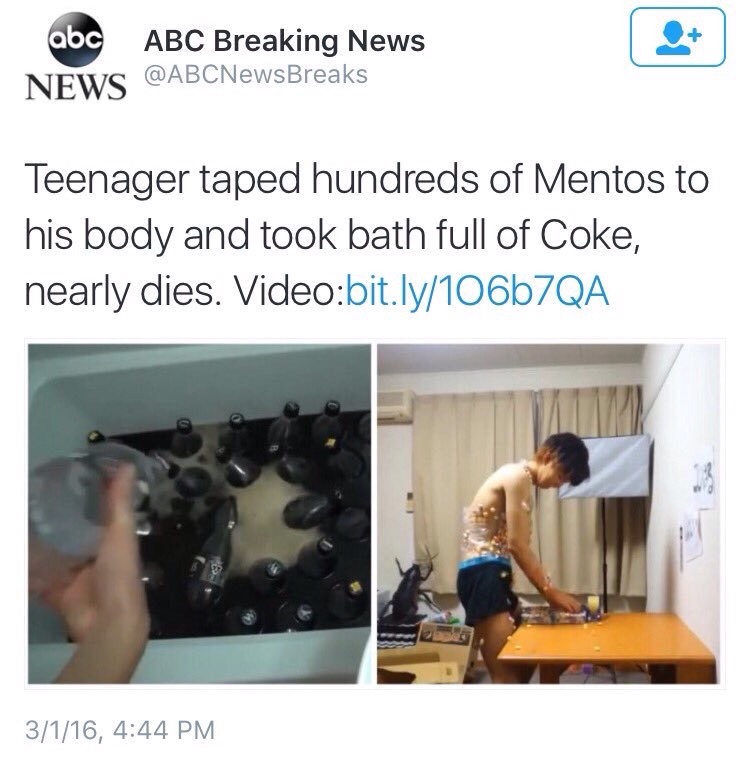 abc
NEWS
ABC Breaking News
@ABCNewsBreaks
Teenager taped hundreds of Mentos to
his body and took bath full of Coke,
nearly dies. Video:bit.ly/1O6b7QA
3/1/16, 4:44 PM